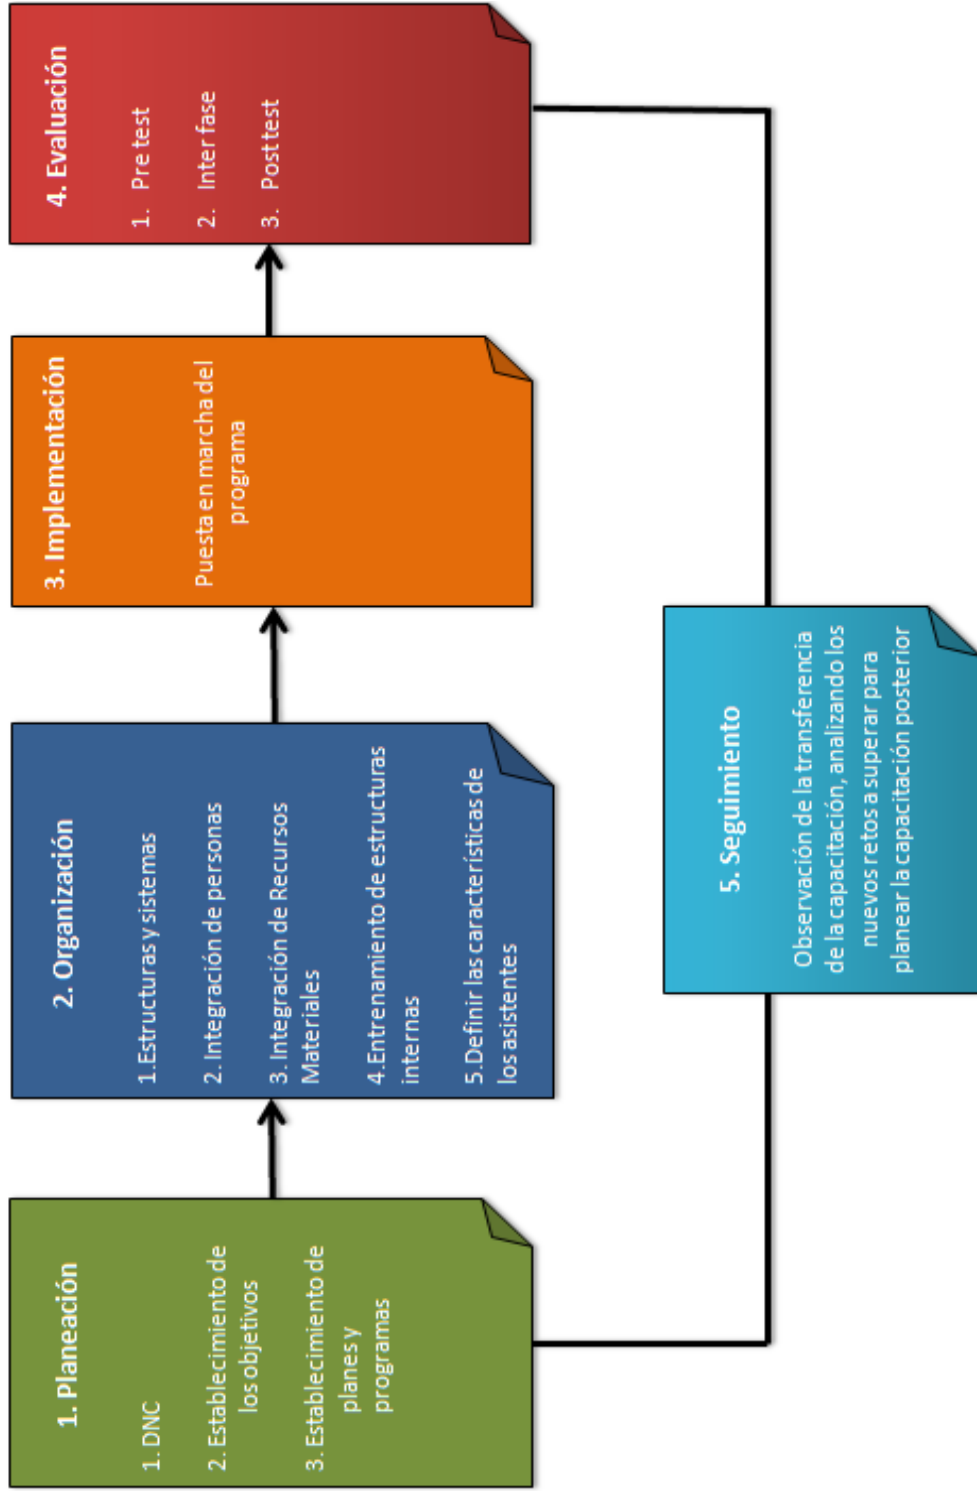 1. Planeación
1. DNC
2. Establecimiento de
los objetivos
3. Establecimiento de
planes y
programas
2. Organización
1.Estructuras y sistemas
2. Integración de personas
3. Integración de Recursos
Materiales
4.Entrenamiento de estructuras
internas
5.Definir las características de
los asistentes
3. Implementación
Puesta en marcha del
programa
4. Evaluación
1. Pre test
2. Inter fase
3. Post test
5. Seguimiento
Observación de la transferencia
de la capacitación, analizando los
nuevos retos a superar para
planear la capacitación posterior